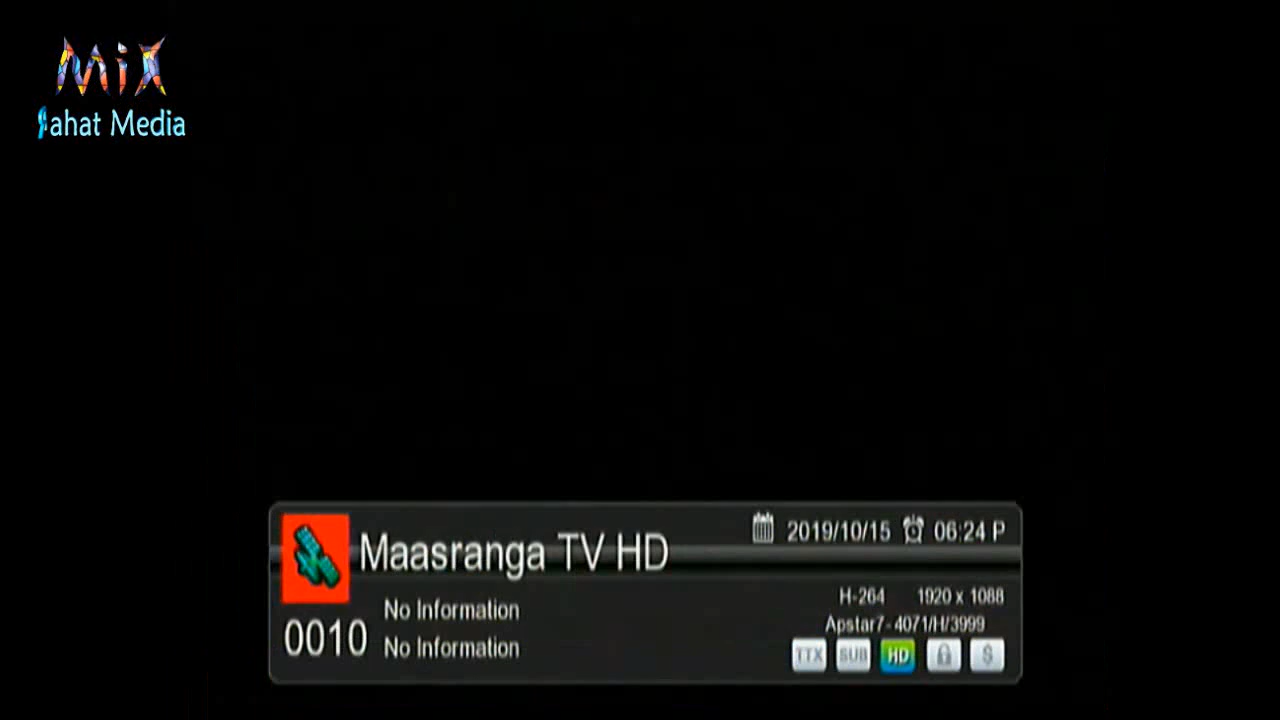 MiX
Rahat Media
Maasranga TV HD
2019/10/15 06:24 P
No Information
H-264 1920 x 1088
Apstar7-4071/H/3999
0010
No Information
TTX SUB HD $